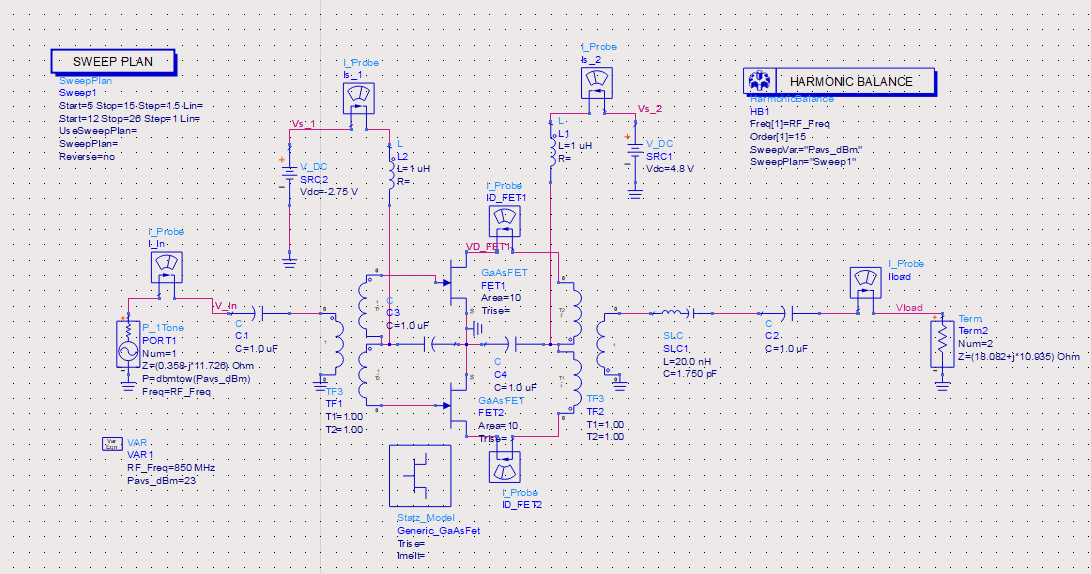 SWEEP PLAN
SweepPlan
Sweep1
Start=5 Stop=15 Step=1.5 Lin=
Start=12 Stop=26 Step=1 Lin=
UseSweepPlan=
SweepPlan=
Reverse=no
I_Probe
Is_1
Vs_1
V_DC
SRC2
Vdc=-2.75 V
L
L2
L=1 uH
R=
I_Probe
Is_2
Vs_2
L
L1
L=1 uH
R=
V_DC
SRC1
Vdc=4.8 V
HARMONIC BALANCE
HarmonicBalance
HB1
Freq[1]=RF_Freq
Order[1]=15
SweepVar="Pavs_dBm"
SweepPlan="Sweep1"
I_Probe
ID_FET1
VD_FET1
I_Probe
I_In
V_In
P_1Tone
PORT1
Num=1
Z=(0.358-j*11.726) Ohm
P=dbmtow(Pavs_dBm)
Freq=RF_Freq
C
C1
C=1.0 uF
TF3
TF1
T1=1.00
T2=1.00
C
C3
C=1.0 uF
GaAsFET
FET1
Area=10
Trise=
C
C4
C=1.0 uF
GaAsFET
FET2
Area=10
Trise=
I_Probe
ID_FET2
TF3
TF2
T1=1.00
T2=1.00
SLC
SLC1
L=20.0 nH
C=1.750 pF
C
C2
C=1.0 uF
I_Probe
Iload
Vload
Term
Term2
Num=2
Z=(18.082+j*10.935) Ohm
Var
Eqn
VAR
VAR1
RF_Freq=850 MHz
Pavs_dBm=23
Statz_Model
Generic_GaAsFet
Trise=
Imelt=